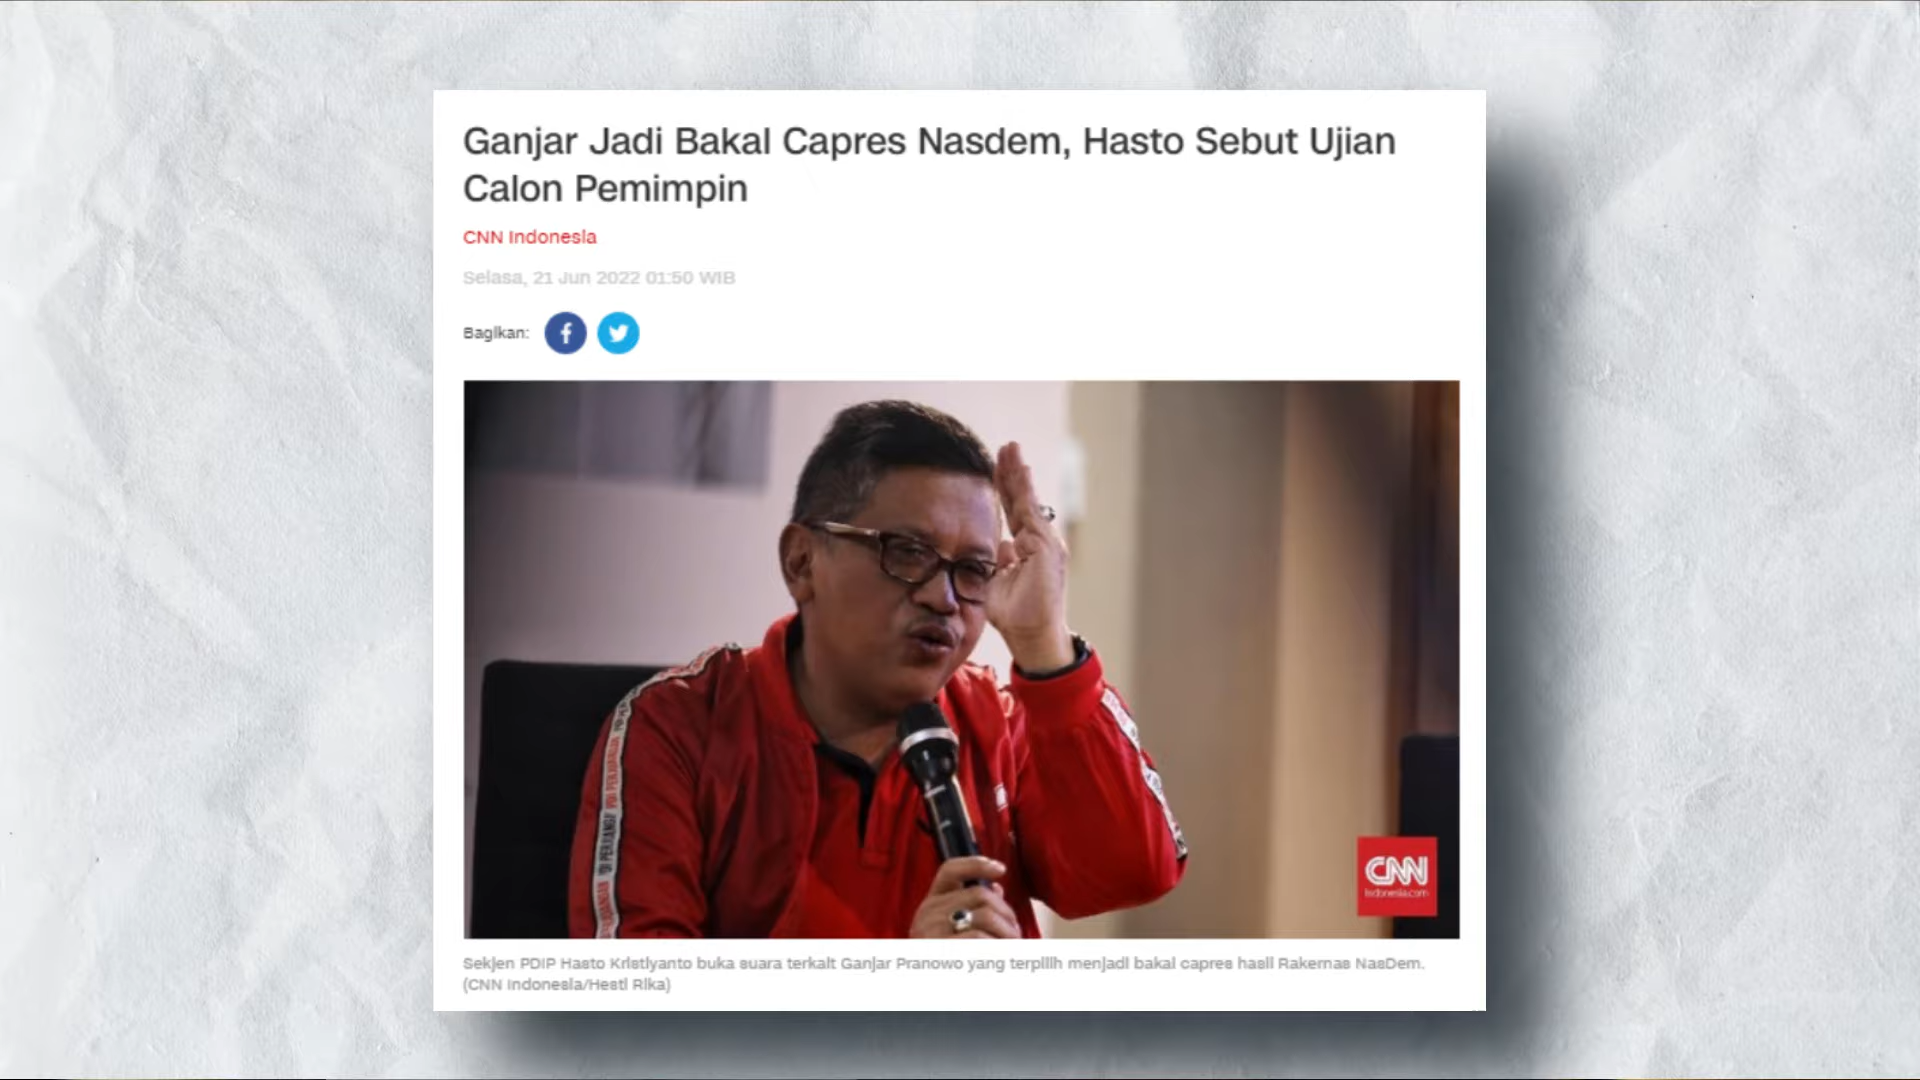 Ganjar Jadi Bakal Capres Nasdem, Hasto Sebut Ujian
Calon Pemimpin
CNN Indonesia
Selasa, 21 Jun 2022 01:50 WIB
Bagikan:
CNN
Indonesia.com
Sekjen PDIP Hasto Kristiyanto buka suara terkait Ganjar Pranowo yang terpilih menjadi bakal capres hasil Rakernas NasDem.
(CNN Indonesia/Hesti Rika)